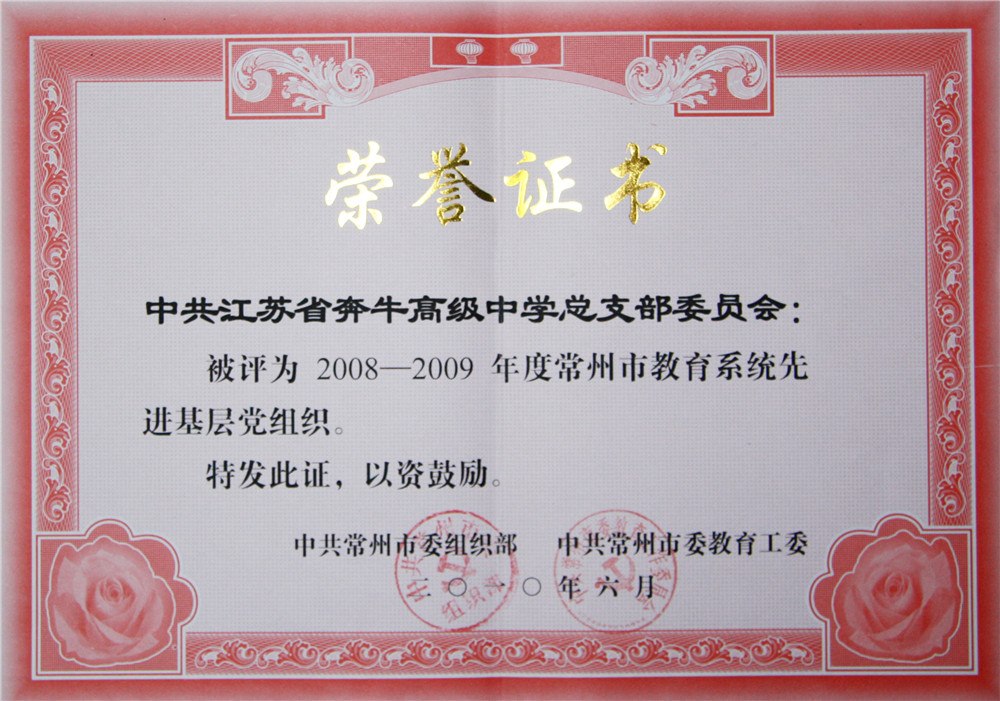 荣誉证书
中共江苏省奔牛高级中学总支部委员会：
被评为 2008—2009 年度常州市教育系统先
进基层党组织。
特发此证，以资鼓励。
中共常州市委组织部 中共常州市委教育工委
二〇一〇年六月